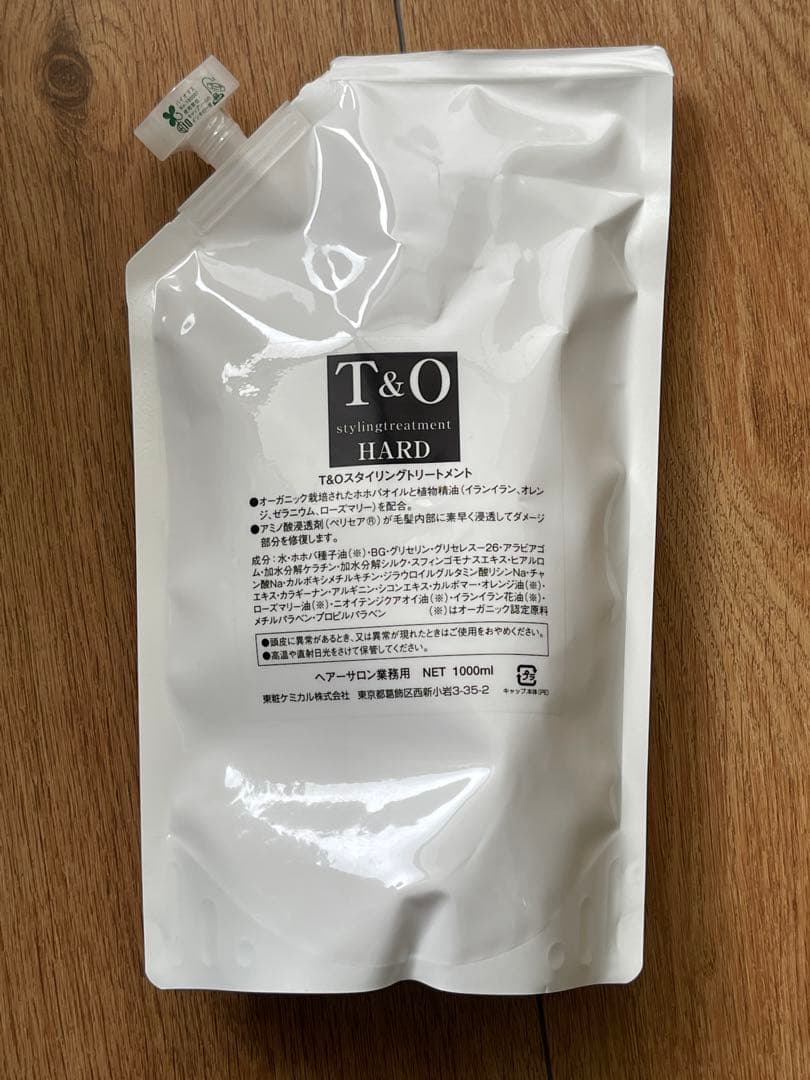 T&O
stylingtreatment
HARD
T&Oスタイリングトリートメント
●オーガニック栽培されたホホバオイルと植物精油（イランイラン、オレン
ジ、ゼラニウム、ローズマリー）を配合。
●アミノ酸浸透剤（ペリセア®）が毛髪内部に素早く浸透してダメージ
部分を修復します。
成分：水・ホホバ種子油（※）・BG・グリセリン・グリセレス－26・アラビアゴ
ム・加水分解ケラチン・加水分解シルク・スフィンゴモナスエキス・ヒアルロ
ン酸Na・カルボキシメチルキチン・ジラウロイルグルタミン酸リシンNa・チャ
エキス・カラギーナン・アルギニン・シコンエキス・カルボマー・オレンジ油（※）・
ローズマリー油（※）・ニオイテンジクアオイ油（※）・イランイラン花油（※）・
メチルパラベン・プロピルパラベン （※）はオーガニック認定原料
●頭皮に異常があるとき、又は異常が現れたときはご使用をおやめください。
●高温や直射日光をさけて保管してください。
ヘアーサロン業務用 NET 1000ml
プラ
東粧ケミカル株式会社 東京都葛飾区西新小岩3-35-2
キャップ.本体（PE）